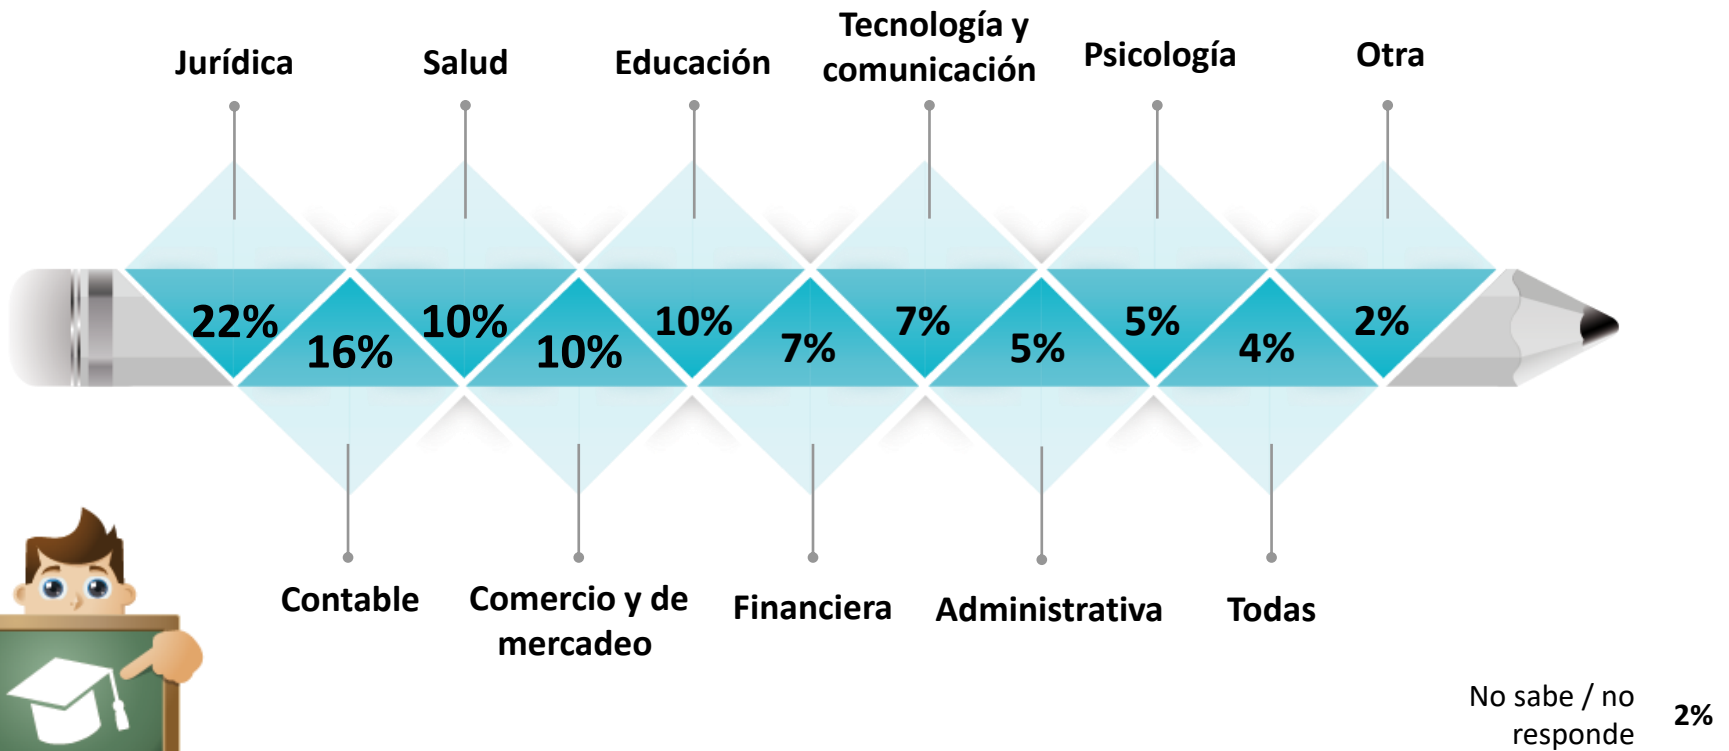 Jurídica
Salud
Educación
Tecnología y
comunicación
Psicología
Otra
22%
16%
10%
10%
10%
7%
7%
5%
5%
4%
2%
Contable
Comercio y de
mercadeo
Financiera
Administrativa
Todas
No sabe / no
responde
2%